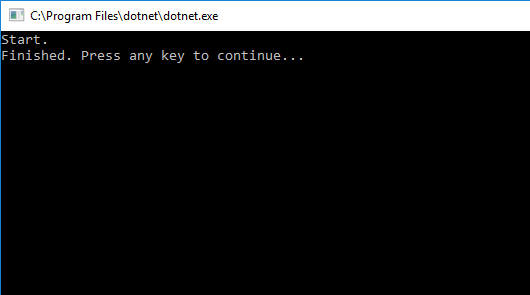 C:\Program Files\dotnet\dotnet.exe
Start.
Finished. Press any key to continue...